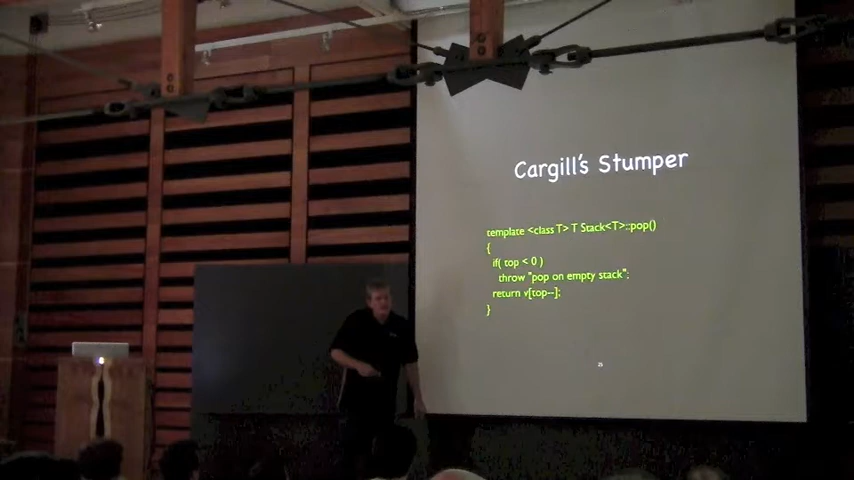 Cargill's Stumper
template <class T> T Stack<T>::pop()
{
if( top < 0 )
throw "pop on empty stack";
return v[top--];
}